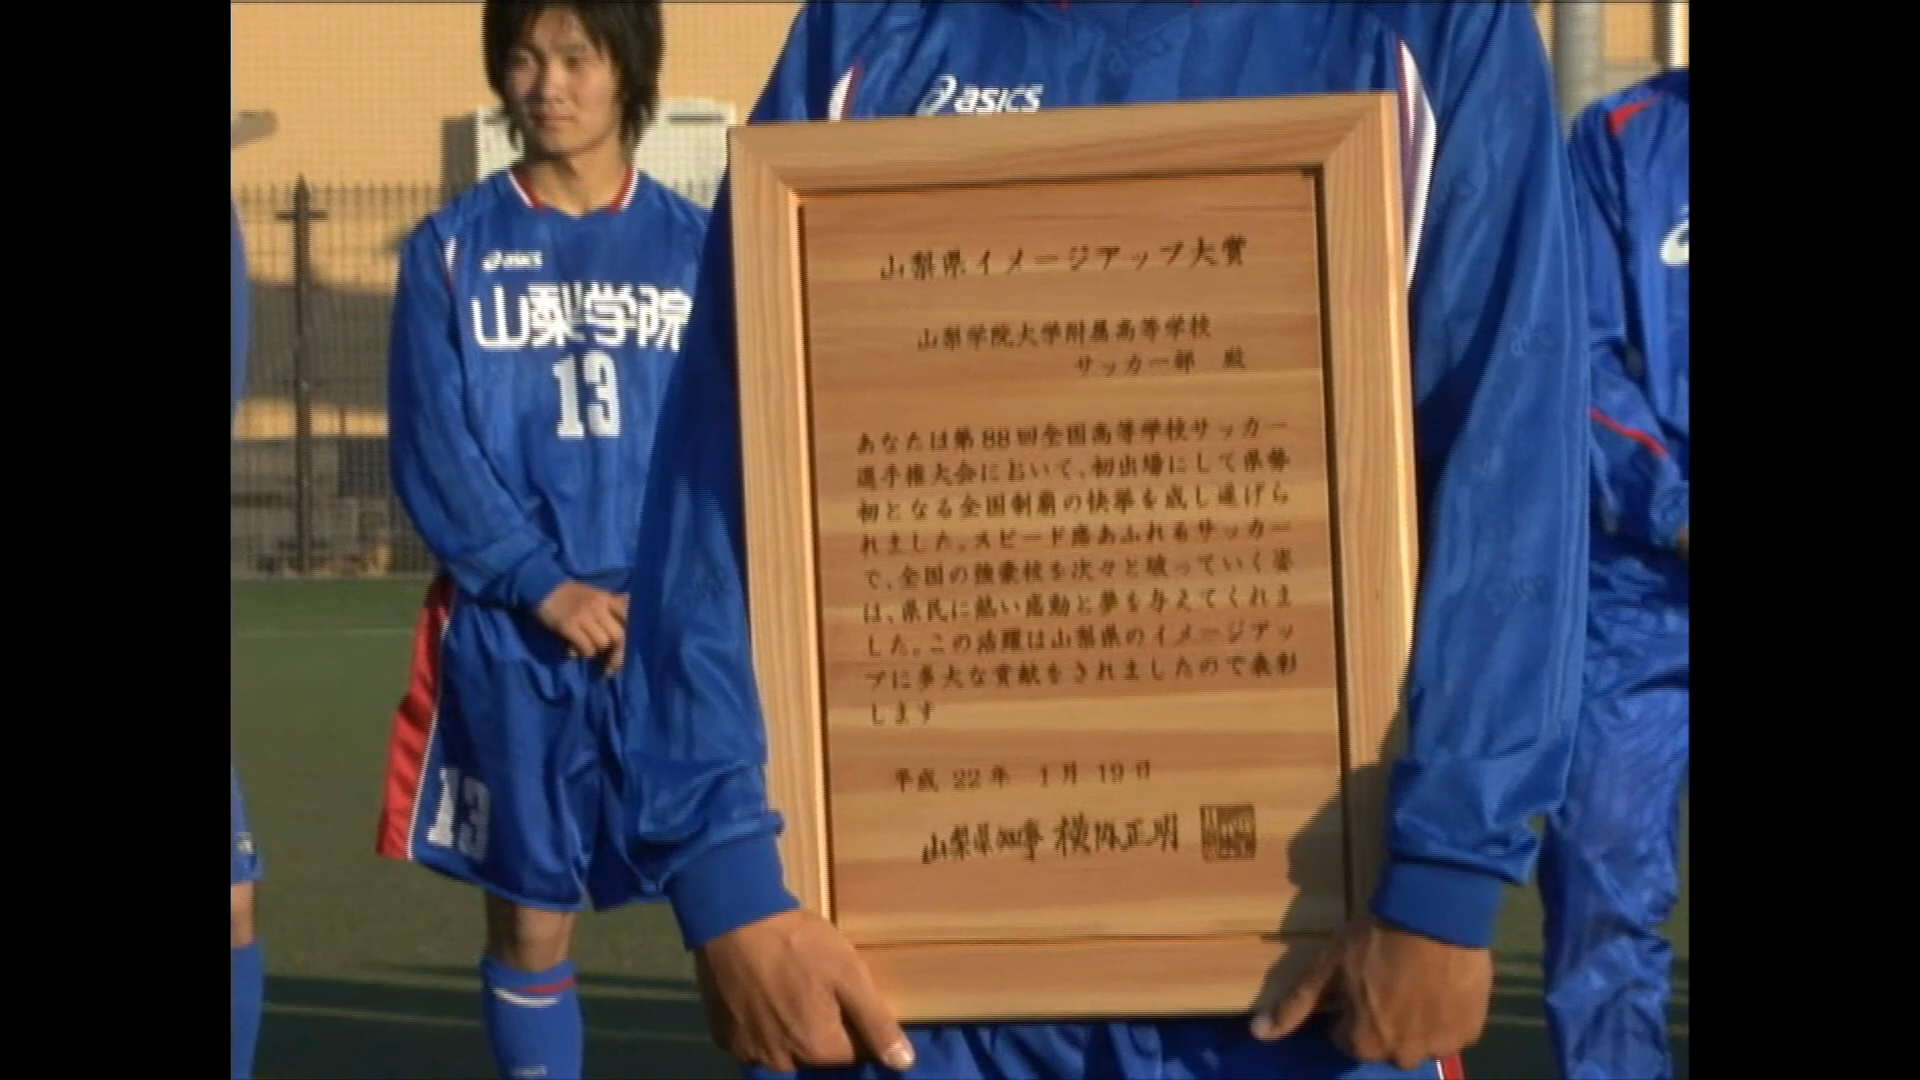 asics
asics
山梨学院
13
13
山梨県イメージアップ大賞
山梨学院大学附属高等学校
サッカー部 殿
あなたは第88回全国高等学校サッカー
選手権大会において、初出場にして県勢
初となる全国制覇の快挙を成し遂げら
れました。スピード感あふれるサッカー
で、全国の強豪校を次々と破っていく姿
は、県民に熱い感動と夢を与えてくれま
した。この活躍は山梨県のイメージアッ
プに多大な貢献をされましたので表彰
します
平成 22年 1月 19日
山梨県知事 横内正明